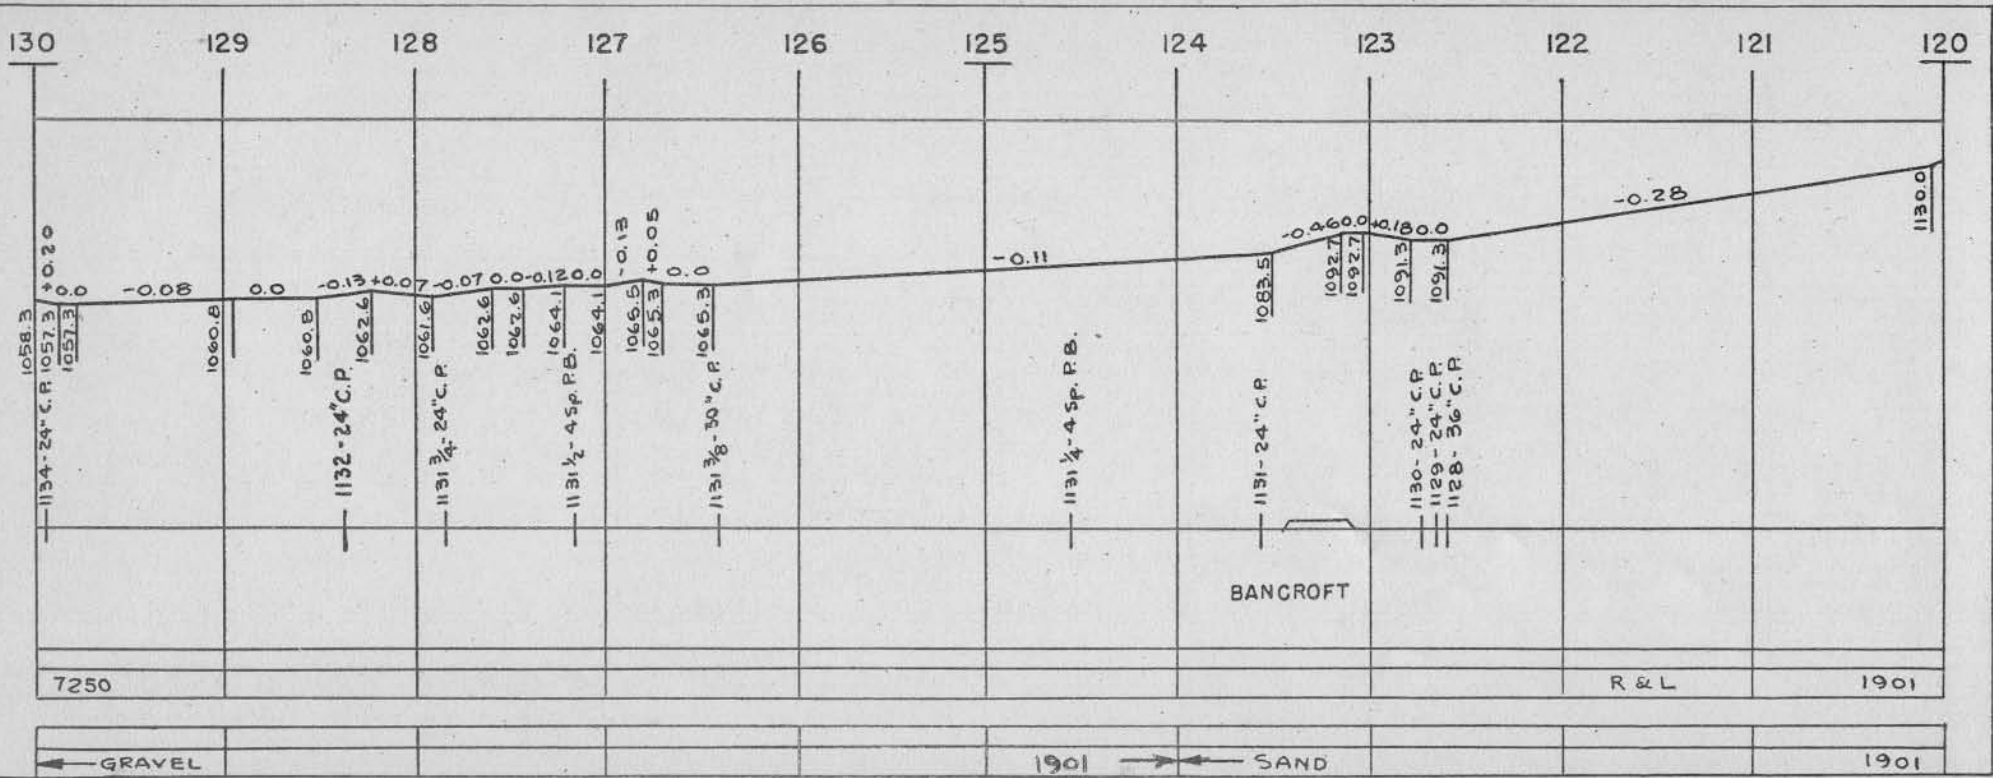 130 129 128 127 126 125 124 123 122 121 120
+0.20
+0.0
-0.08
0.0
-0.13
+0.07
-0.07
0.0
-0.12
0.0
-0.13
+0.05
0.0
-0.11
-0.46
0.0
+0.18
0.0
-0.28
1058.3
1057.3
1057.3
1060.8
1060.8
1062.6
1061.6
1062.6
1062.6
1064.1
1064.1
1065.5
1065.3
1065.3
1083.5
1092.7
1092.7
1091.3
1091.3
1130.0
1134-24" C.P.
1132-24" C.P.
1131 3/4-24" C.P.
1131 1/2-4 Sp. P.B.
1131 3/8-30" C.P.
1131 1/4-4 Sp. P.B.
1131-24" C.P.
1130-24" C.P.
1129-24" C.P.
1128-36" C.P.
BANCROFT
7250 R & L 1901
GRAVEL 1901 SAND 1901